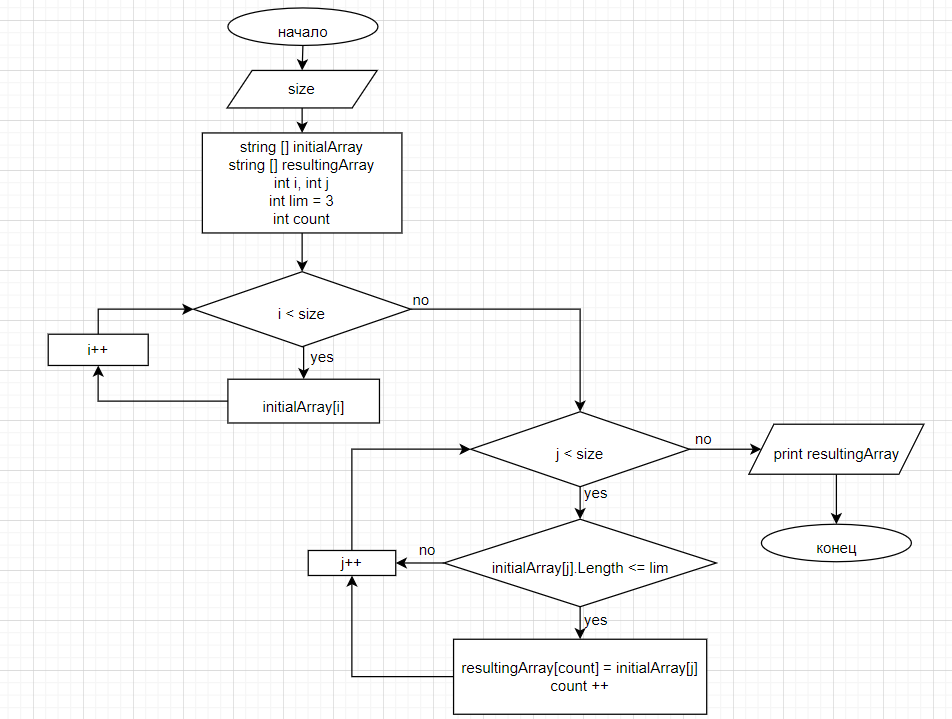 начало
size
string [] initialArray
string [] resultingArray
int i, int j
int lim = 3
int count
i < size
no
yes
i++
initialArray[i]
j < size
no
print resultingArray
yes
конец
initialArray[j].Length <= lim
no
j++
yes
resultingArray[count] = initialArray[j]
count ++